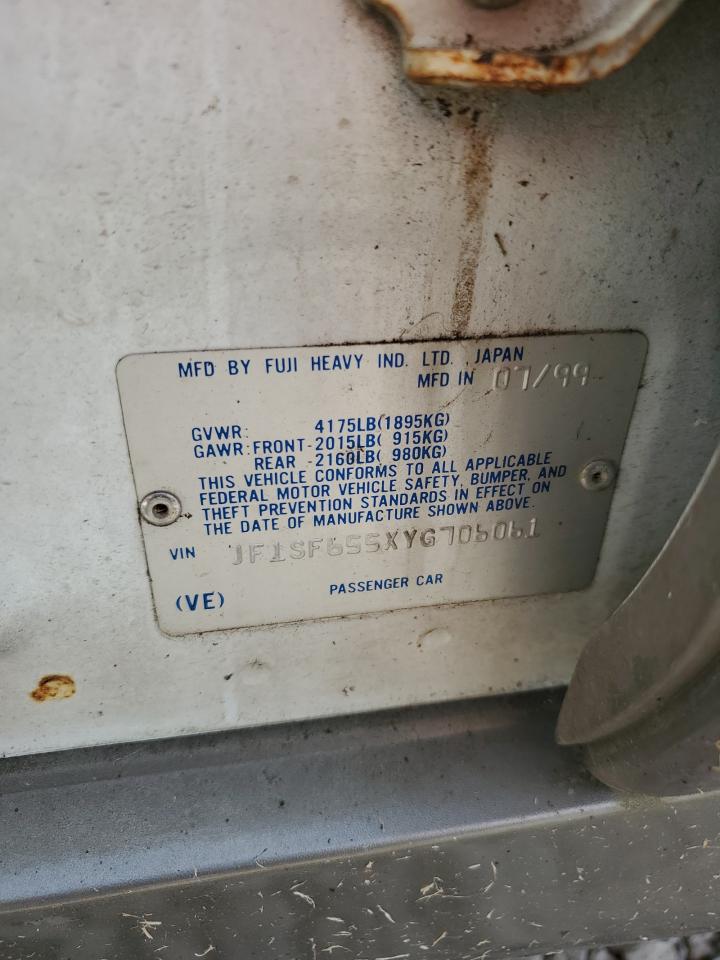 MFD BY FUJI HEAVY IND. LTD. JAPAN
MFD IN 07/99
GVWR: 4175LB(1895KG)
GAWR:FRONT-2015LB( 915KG)
REAR -2160LB( 980KG)
THIS VEHICLE CONFORMS TO ALL APPLICABLE
FEDERAL MOTOR VEHICLE SAFETY, BUMPER, AND
THEFT PREVENTION STANDARDS IN EFFECT ON
THE DATE OF MANUFACTURE SHOWN ABOVE.
VIN JF1SF655XYG706061
(VE) PASSENGER CAR